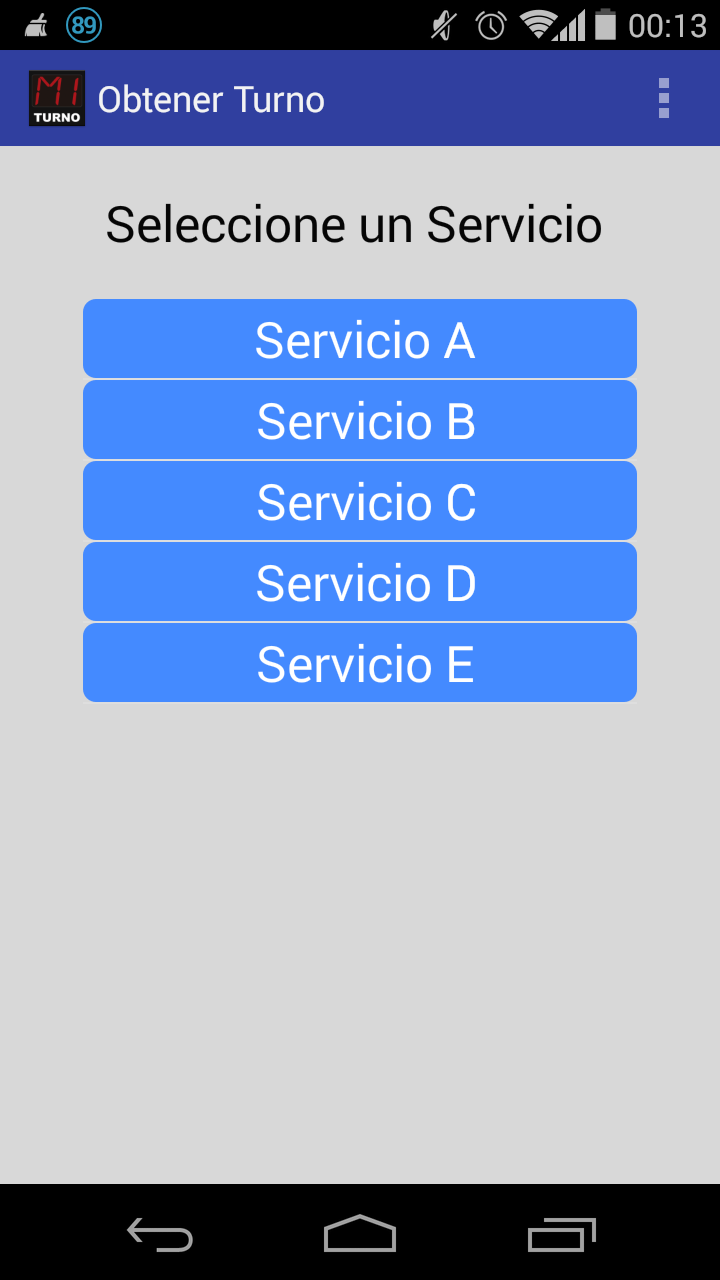 89 00:13
MI
TURNO
Obtener Turno
Seleccione un Servicio
Servicio A
Servicio B
Servicio C
Servicio D
Servicio E